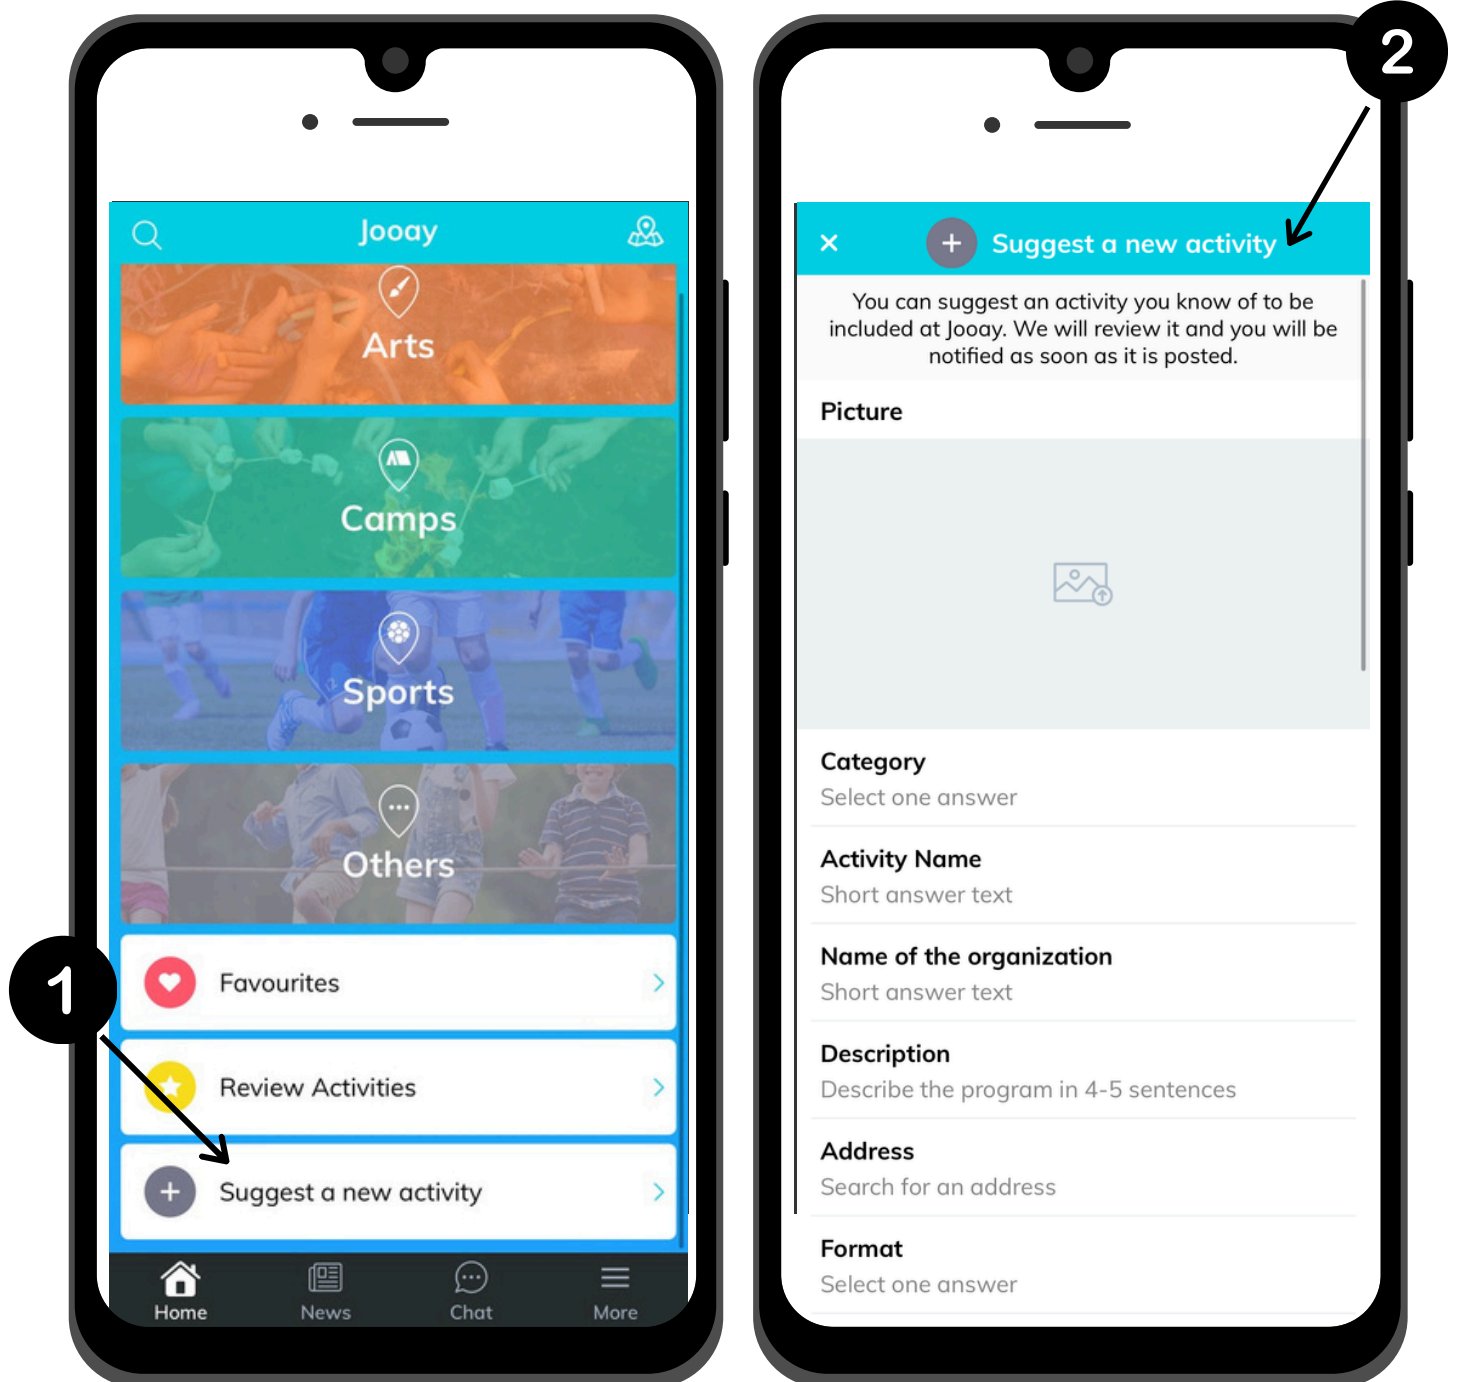 Jooay
Arts
Camps
Sports
Others
1
Favourites
Review Activities
Suggest a new activity
Home
News
Chat
More
2
Suggest a new activity
You can suggest an activity you know of to be
included at Jooay. We will review it and you will be
notified as soon as it is posted.
Picture
Category
Select one answer
Activity Name
Short answer text
Name of the organization
Short answer text
Description
Describe the program in 4-5 sentences
Address
Search for an address
Format
Select one answer